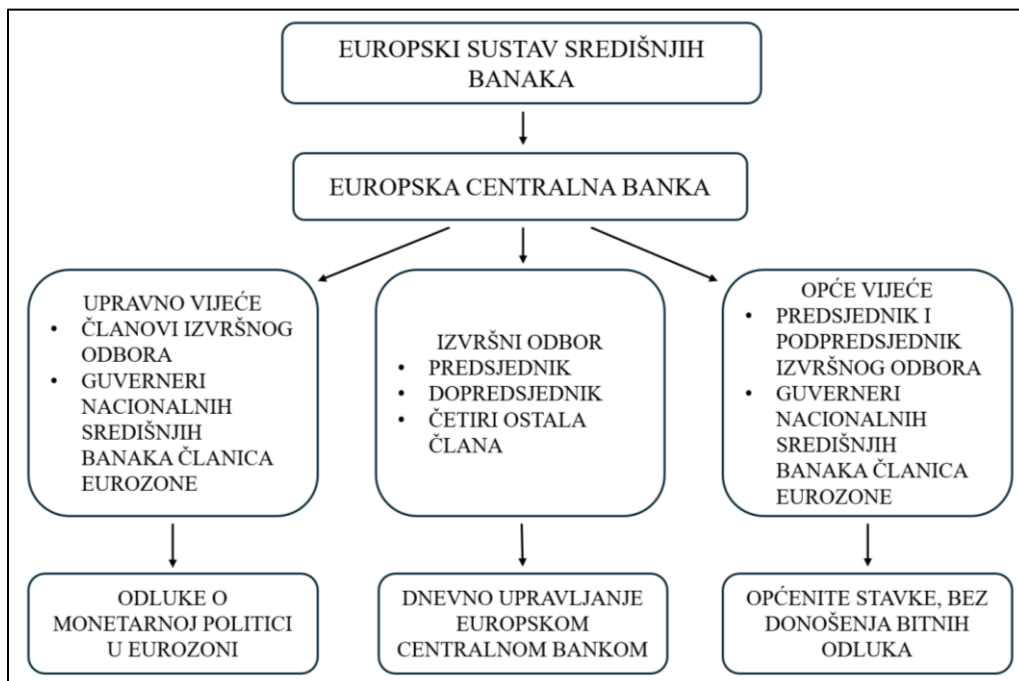 EUROPSKI SUSTAV SREDIŠNJIH
BANAKA
EUROPSKA CENTRALNA BANKA
UPRAVNO VIJEĆE
• ČLANOVI IZVRŠNOG
ODBORA
• GUVERNERI
NACIONALNIH
SREDIŠNJIH
BANAKA ČLANICA
EUROZONE
IZVRŠNI ODBOR
• PREDSJEDNIK
• DOPREDSJEDNIK
• ČETIRI OSTALA
ČLANA
OPĆE VIJEĆE
• PREDSJEDNIK I
PODPREDSJEDNIK
IZVRŠNOG ODBORA
• GUVERNERI
NACIONALNIH
SREDIŠNJIH
BANAKA ČLANICA
EUROZONE
ODLUKE O
MONETARNOJ POLITICI
U EUROZONI
DNEVNO UPRAVLJANJE
EUROPSKOM
CENTRALNOM BANKOM
OPĆENITE STAVKE, BEZ
DONOŠENJA BITNIH
ODLUKA